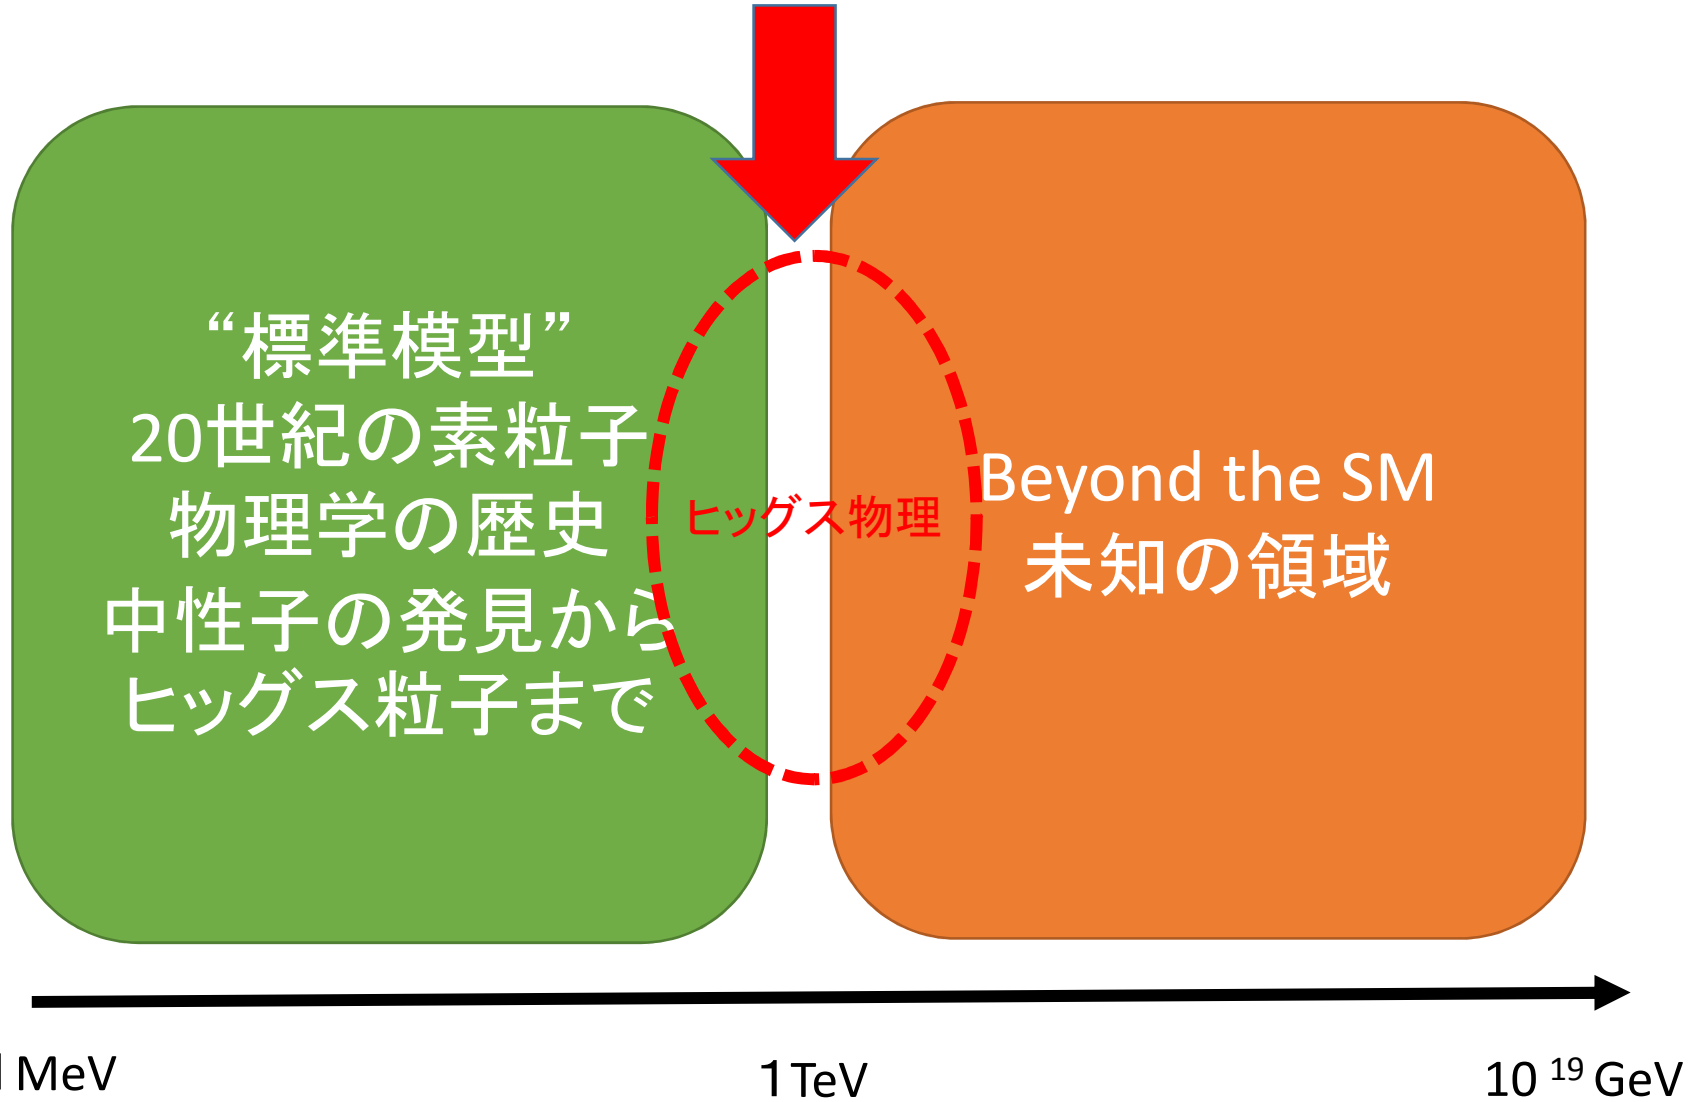 “標準模型”
20世紀の素粒子
物理学の歴史
中性子の発見から
ヒッグス粒子まで
ヒッグス物理
Beyond the SM
未知の領域
MeV
1 TeV
10 19 GeV